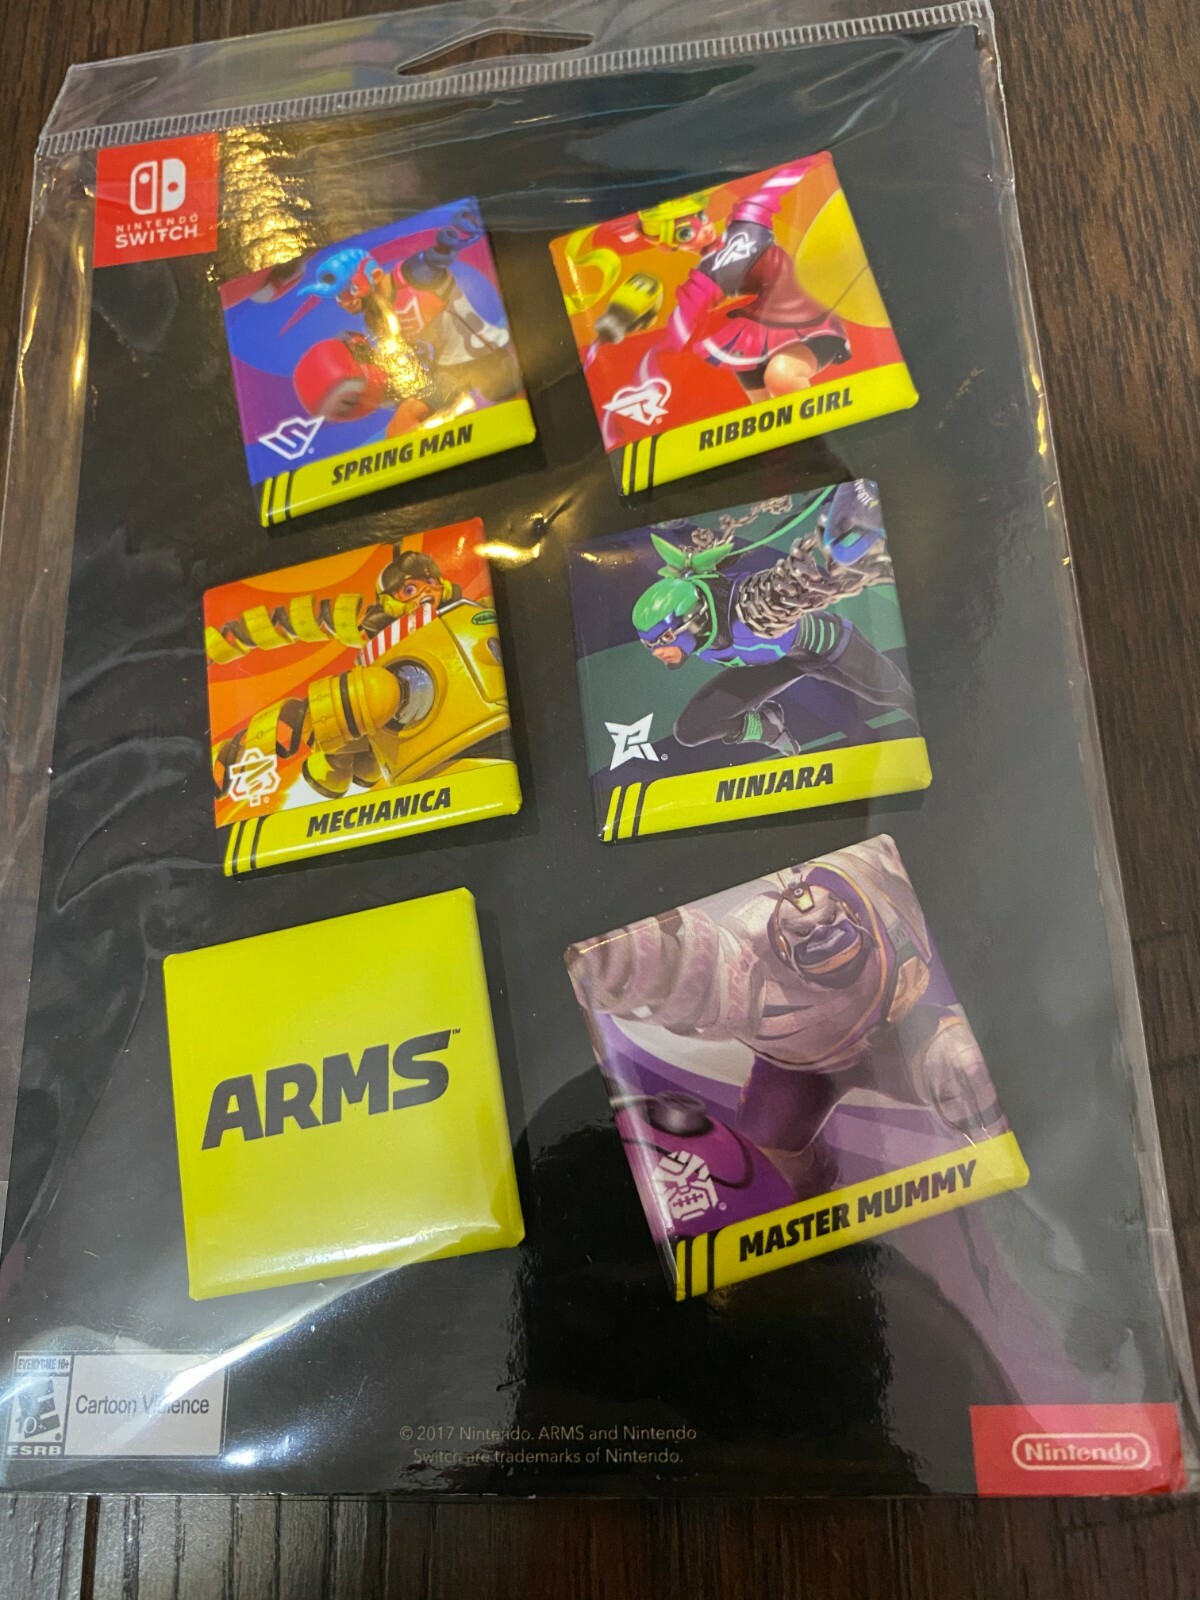 NINTENDO
SWITCH
SPRING MAN
RIBBON GIRL
MECHANICA
NINJARA
ARMS™
MASTER MUMMY
EVERYONE 10+
ESRB
Cartoon Violence
© 2017 Nintendo. ARMS and Nintendo
Switch are trademarks of Nintendo.
Nintendo